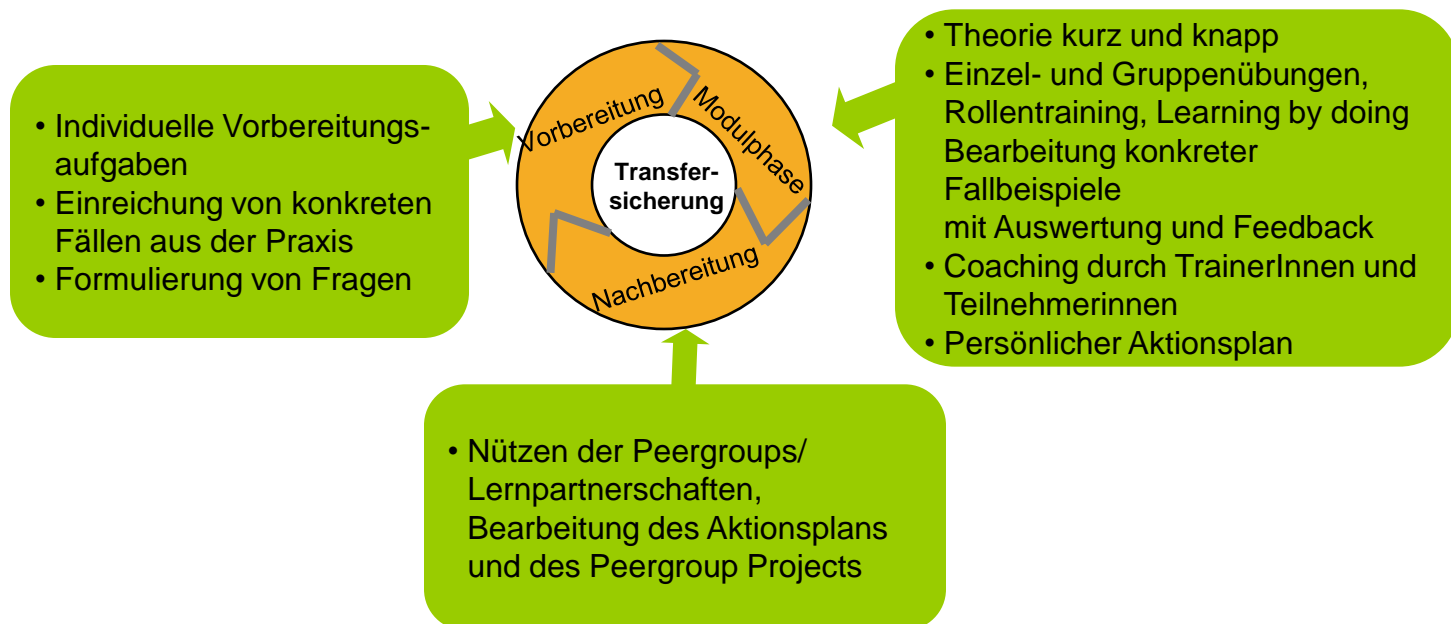 • Individuelle Vorbereitungs-
aufgaben
• Einreichung von konkreten
Fällen aus der Praxis
• Formulierung von Fragen
Vorbereitung
Modulphase
Nachbereitung
Transfer-
sicherung
• Theorie kurz und knapp
• Einzel- und Gruppenübungen,
Rollentraining, Learning by doing
Bearbeitung konkreter
Fallbeispiele
mit Auswertung und Feedback
• Coaching durch TrainerInnen und
Teilnehmerinnen
• Persönlicher Aktionsplan
• Nützen der Peergroups/
Lernpartnerschaften,
Bearbeitung des Aktionsplans
und des Peergroup Projects